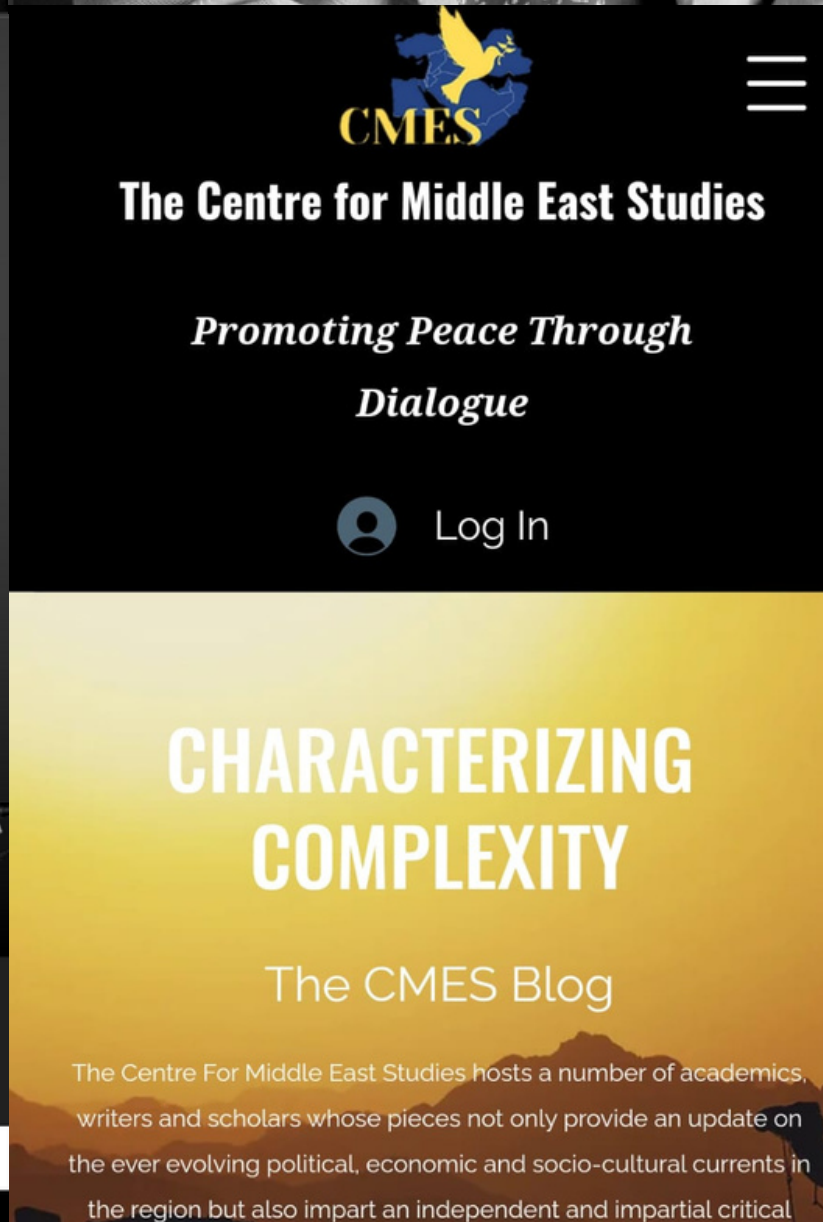 CMES
The Centre for Middle East Studies
Promoting Peace Through
Dialogue
Log In
CHARACTERIZING
COMPLEXITY
The CMES Blog
The Centre For Middle East Studies hosts a number of academics,
writers and scholars whose pieces not only provide an update on
the ever evolving political, economic and socio-cultural currents in
the region but also impart an independent and impartial critical